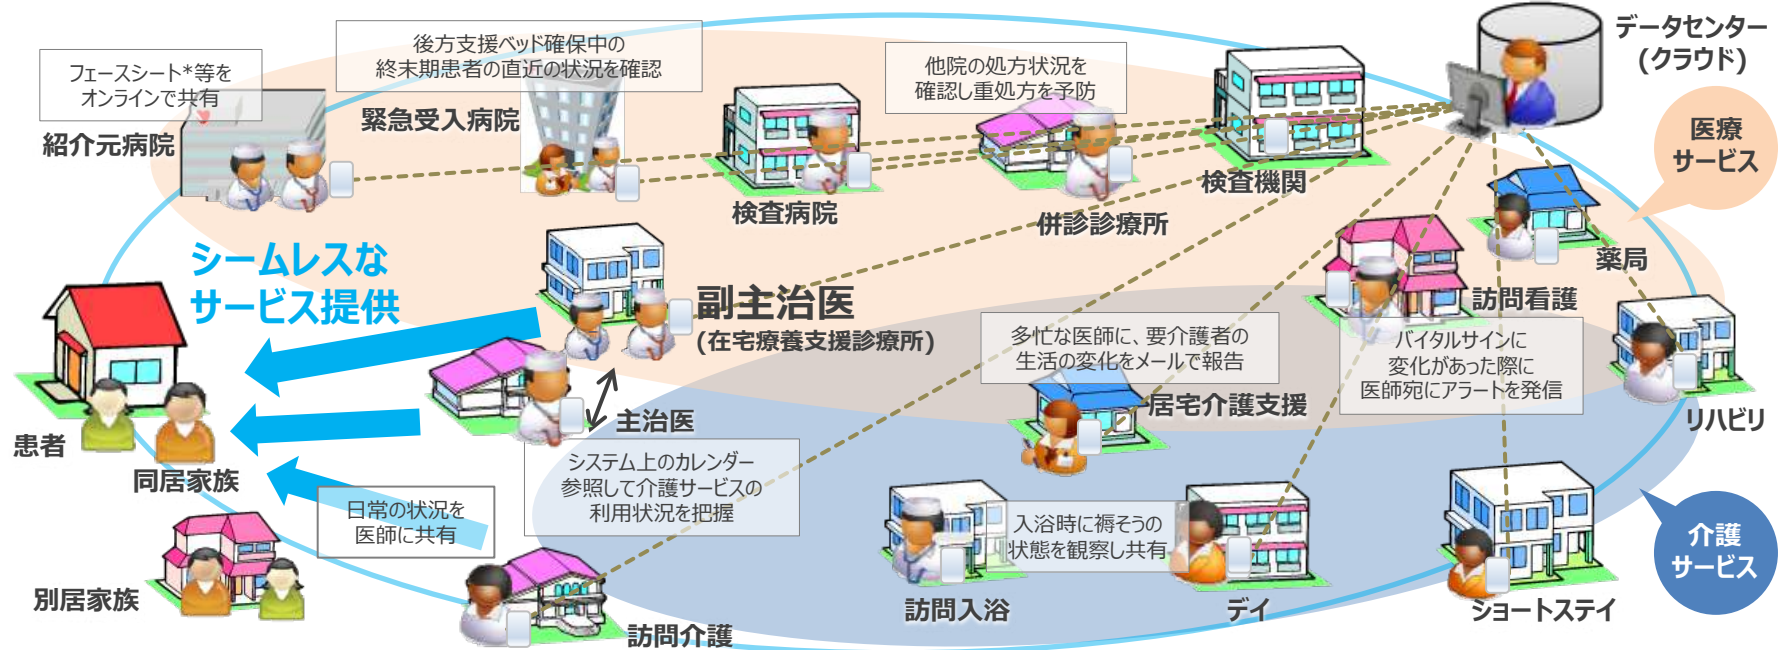 フェースシート*等を
オンラインで共有
紹介元病院
後方支援ベッド確保中の
終末期患者の直近の状況を確認
緊急受入病院
検査病院
他院の処方状況を
確認し重処方を予防
併診診療所
検査機関
データセンター
(クラウド)
医療
サービス
薬局
訪問看護
バイタルサインに
変化があった際に
医師宛にアラートを発信
リハビリ
シームレスな
サービス提供
副主治医
(在宅療養支援診療所)
主治医
システム上のカレンダー
参照して介護サービスの
利用状況を把握
多忙な医師に、要介護者の
生活の変化をメールで報告
居宅介護支援
患者
同居家族
別居家族
日常の状況を
医師に共有
訪問介護
訪問入浴
入浴時に褥そうの
状態を観察し共有
デイ
ショートステイ
介護
サービス